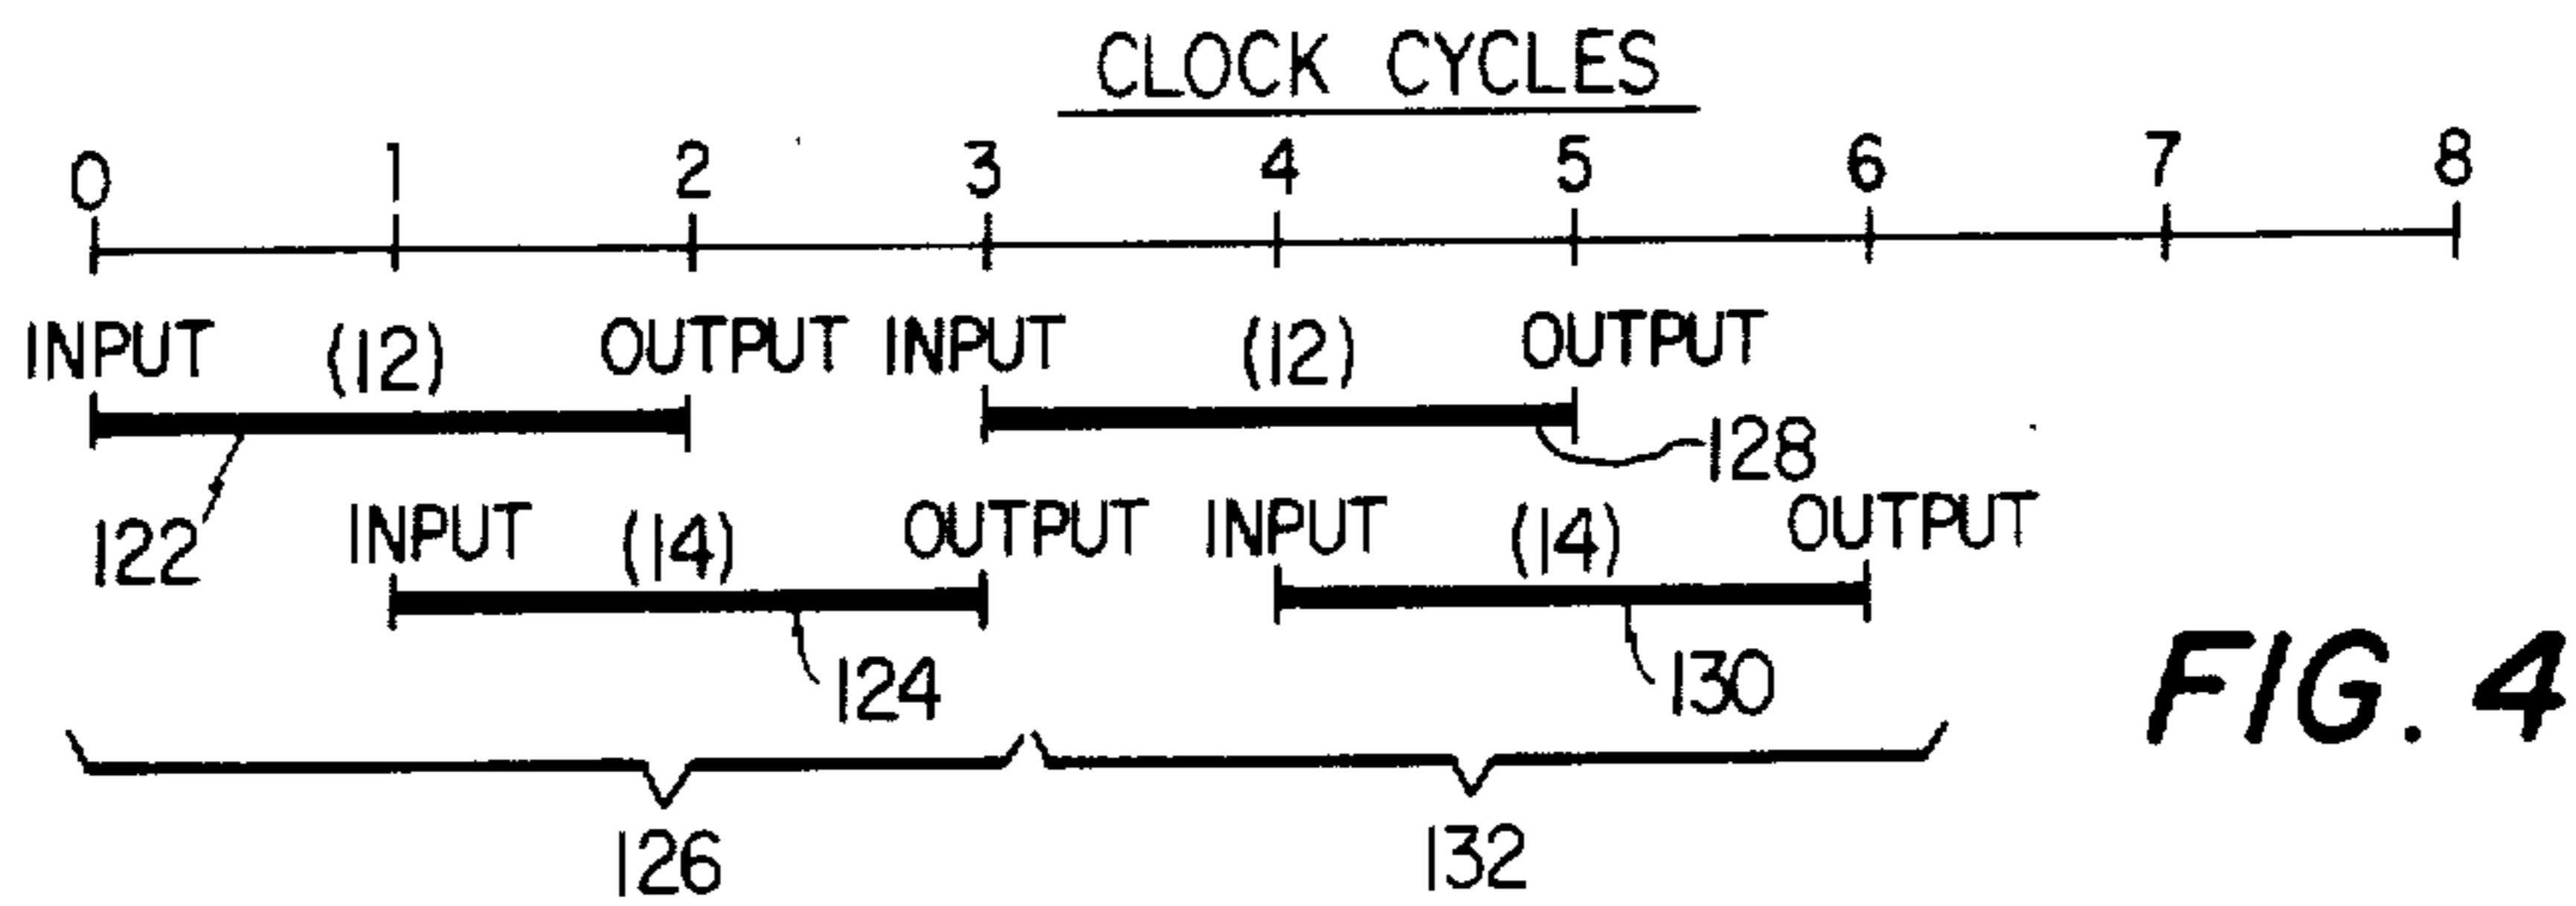 CLOCK CYCLES
0 1 2 3 4 5 6 7 8
INPUT (12) OUTPUT INPUT (12) OUTPUT
128
INPUT (14) OUTPUT INPUT (14) OUTPUT
122
124 130
FIG. 4
126 132